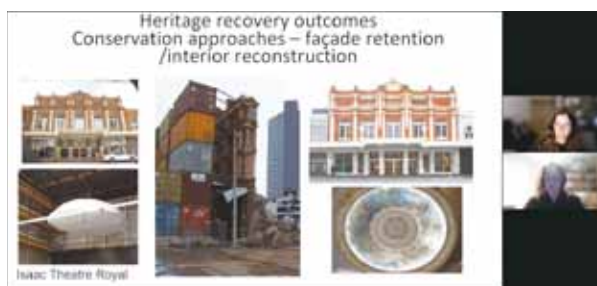 Heritage recovery outcomes
Conservation approaches – façade retention
/interior reconstruction
Isaac Theatre Royal